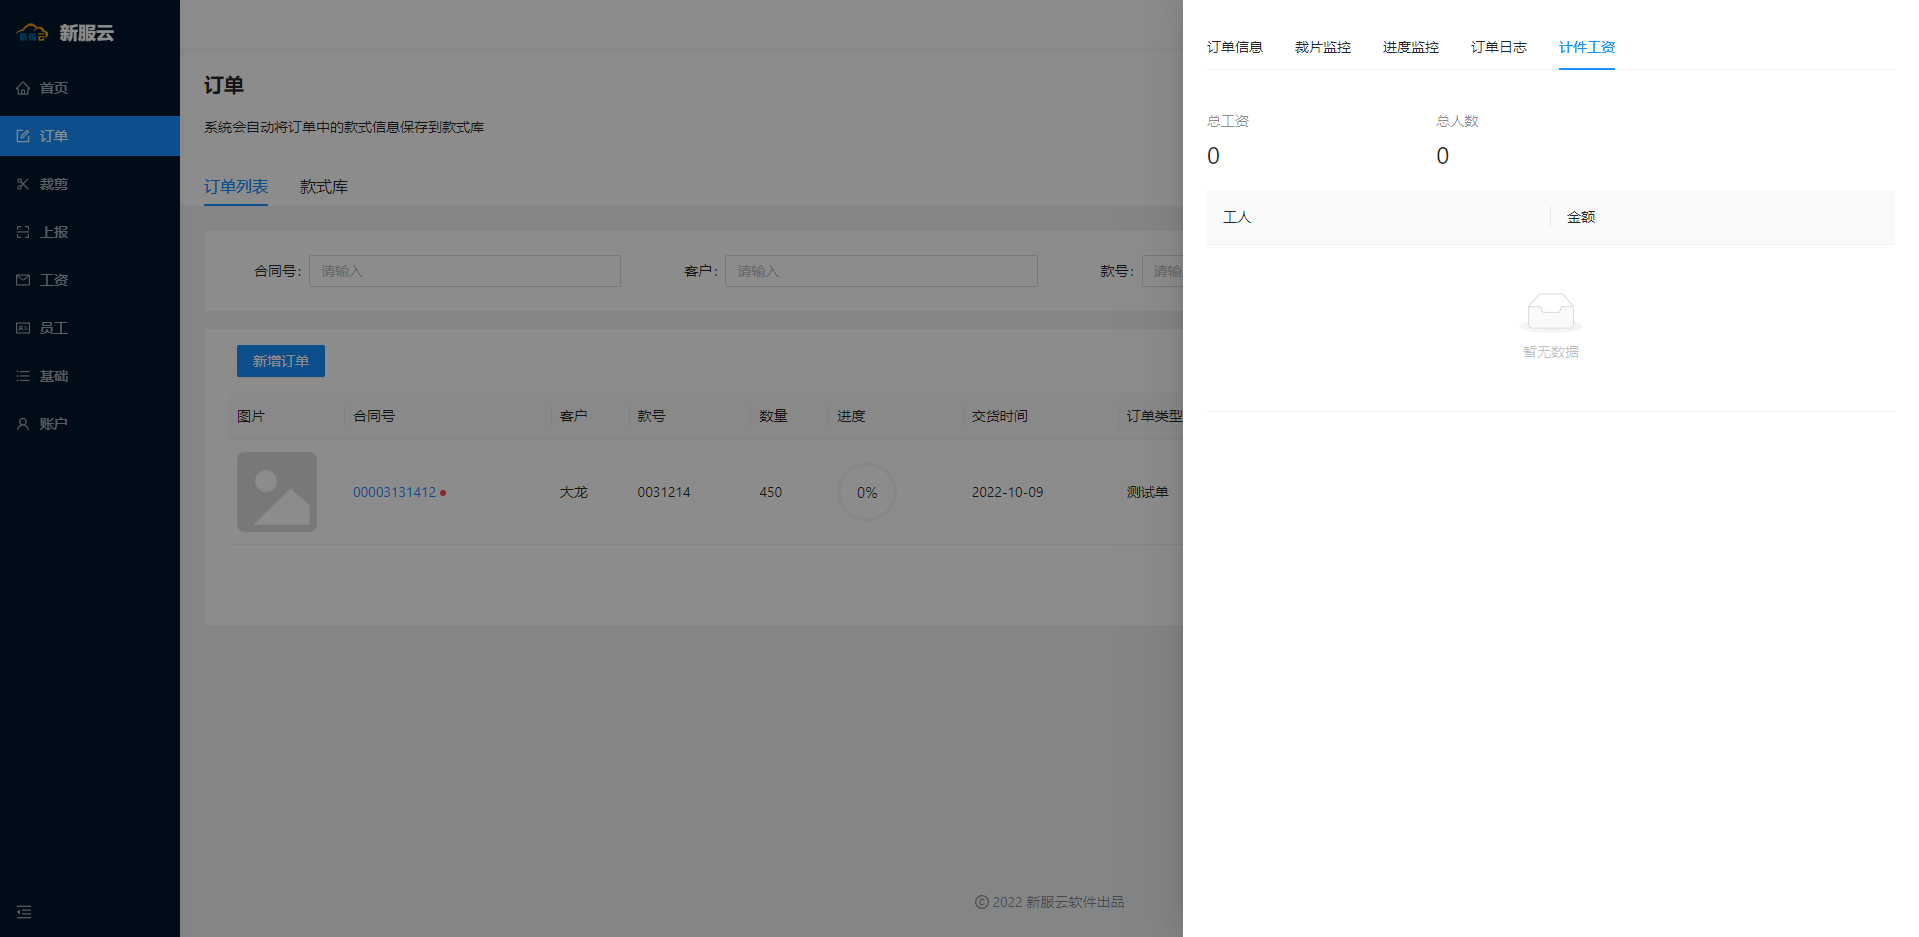 新服云
首页
订单
裁剪
上报
工资
员工
基础
账户
订单
系统会自动将订单中的款式信息保存到款式库
订单列表 款式库
合同号: 请输入 客户: 请输入 款号: 请输
新增订单
图片 合同号 客户 款号 数量 进度 交货时间 订单类型
00003131412 大龙 0031214 450 0% 2022-10-09 测试单
© 2022 新服云软件出品
订单信息 裁片监控 进度监控 订单日志 计件工资
总工资 总人数
0 0
工人 金额
暂无数据